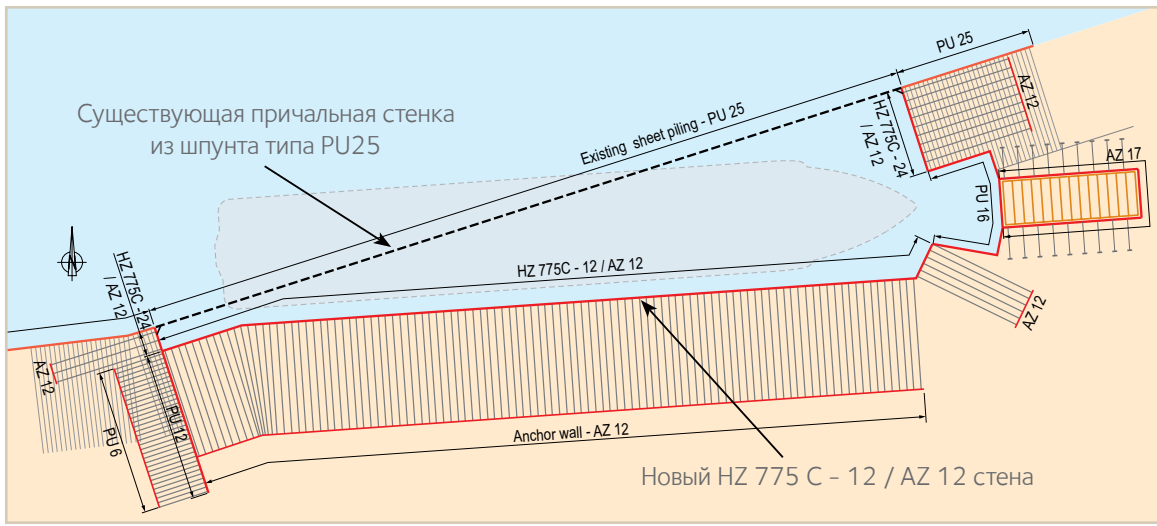 PU 25
Существующая причальная стенка
из шпунта типа PU25
Existing sheet piling - PU 25
HZ 775C - 24
/ AZ 12
AZ 12
AZ 17
PU 16
HZ 775C - 24
/ AZ 12
HZ 775C - 12 / AZ 12
AZ 12
AZ 12
PU 12
PU 6
Anchor wall - AZ 12
Новый HZ 775 C - 12 / AZ 12 стена